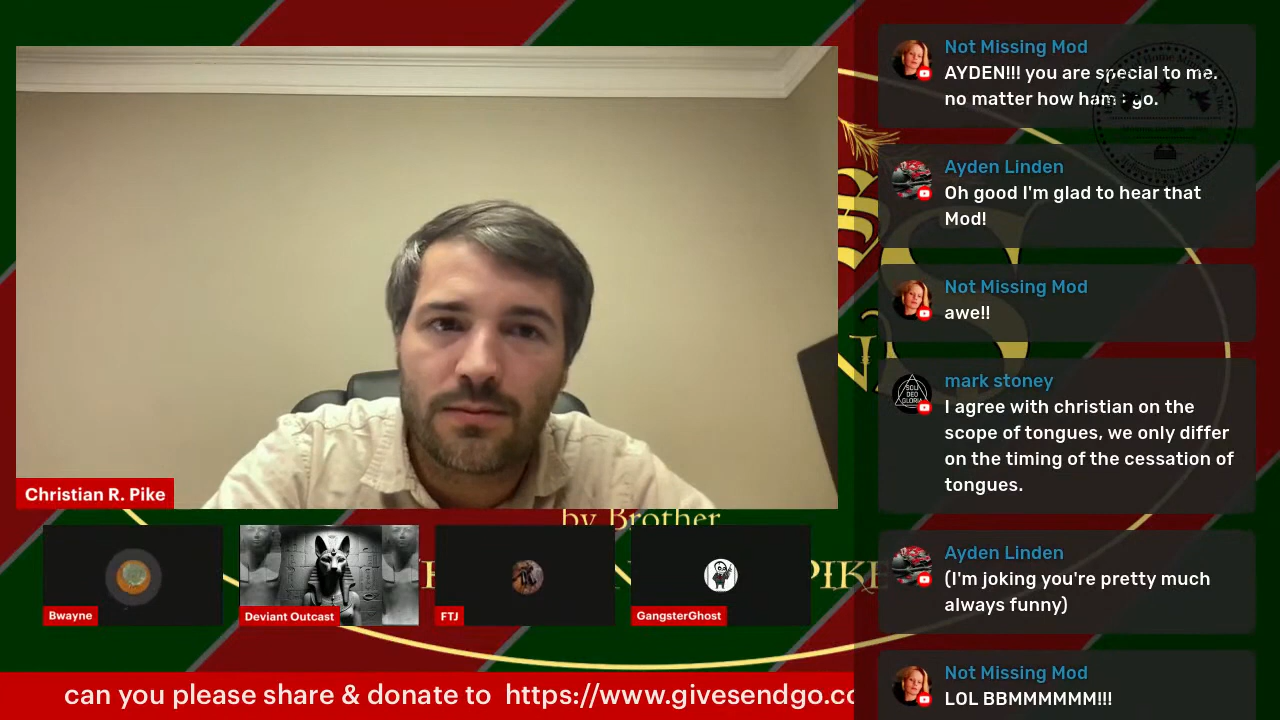 Christian R. Pike
by Brother
PIKE
Bwayne
Deviant Outcast
FTJ
GangsterGhost
can you please share & donate to https://www.givesendgo.co
Not Missing Mod
AYDEN!!! you are special to me.
no matter how ham i go.
Ayden Linden
Oh good I'm glad to hear that
Mod!
Not Missing Mod
awe!!
mark stoney
I agree with christian on the
scope of tongues, we only differ
on the timing of the cessation of
tongues.
Ayden Linden
(I'm joking you're pretty much
always funny)
Not Missing Mod
LOL BBMMMMMM!!!